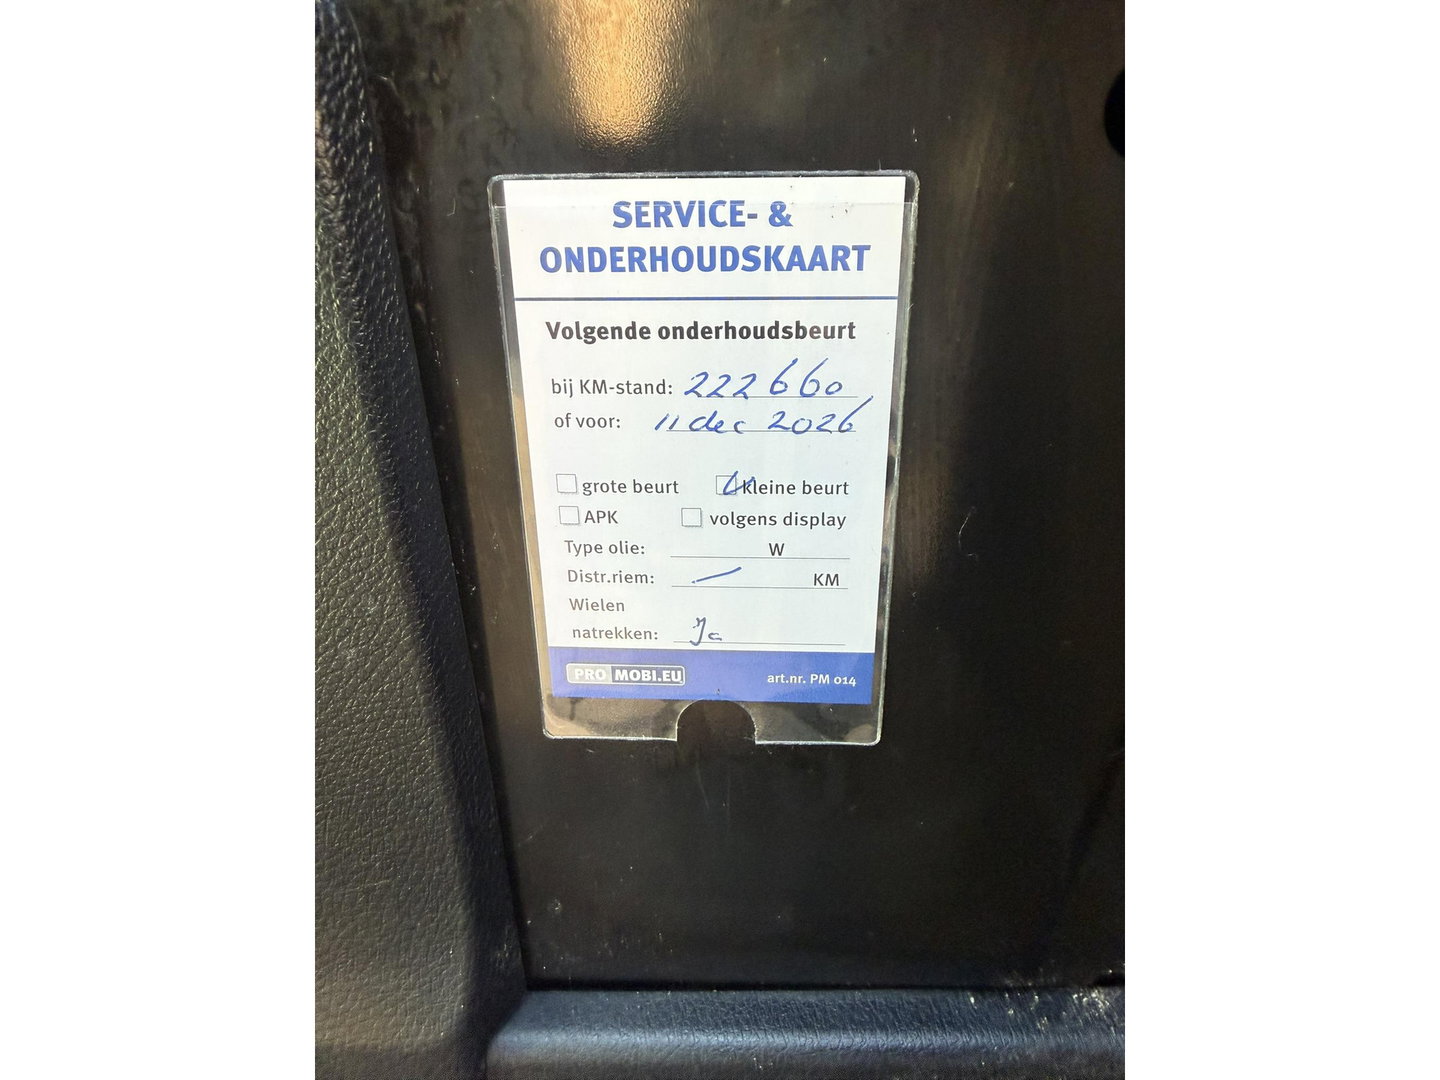 SERVICE- &
ONDERHOUDSKAART
Volgende onderhoudsbeurt
bij KM-stand: 222660
of voor: 11 dec 2026
grote beurt kleine beurt
APK volgens display
Type olie: W
Distr.riem: — KM
Wielen
natrekken: Ja
PRO MOBI.EU art.nr. PM 014